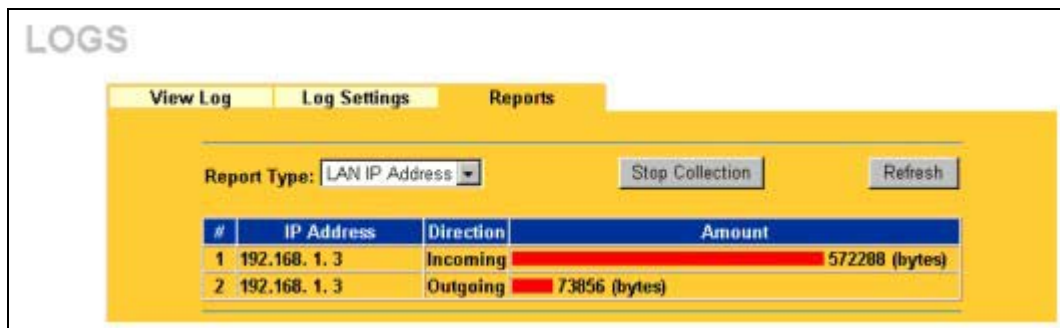 LOGS
View Log Log Settings Reports
Report Type: LAN IP Address Stop Collection Refresh
# IP Address Direction Amount
1 192.168. 1. 3 Incoming 572288 (bytes)
2 192.168. 1. 3 Outgoing 73856 (bytes)